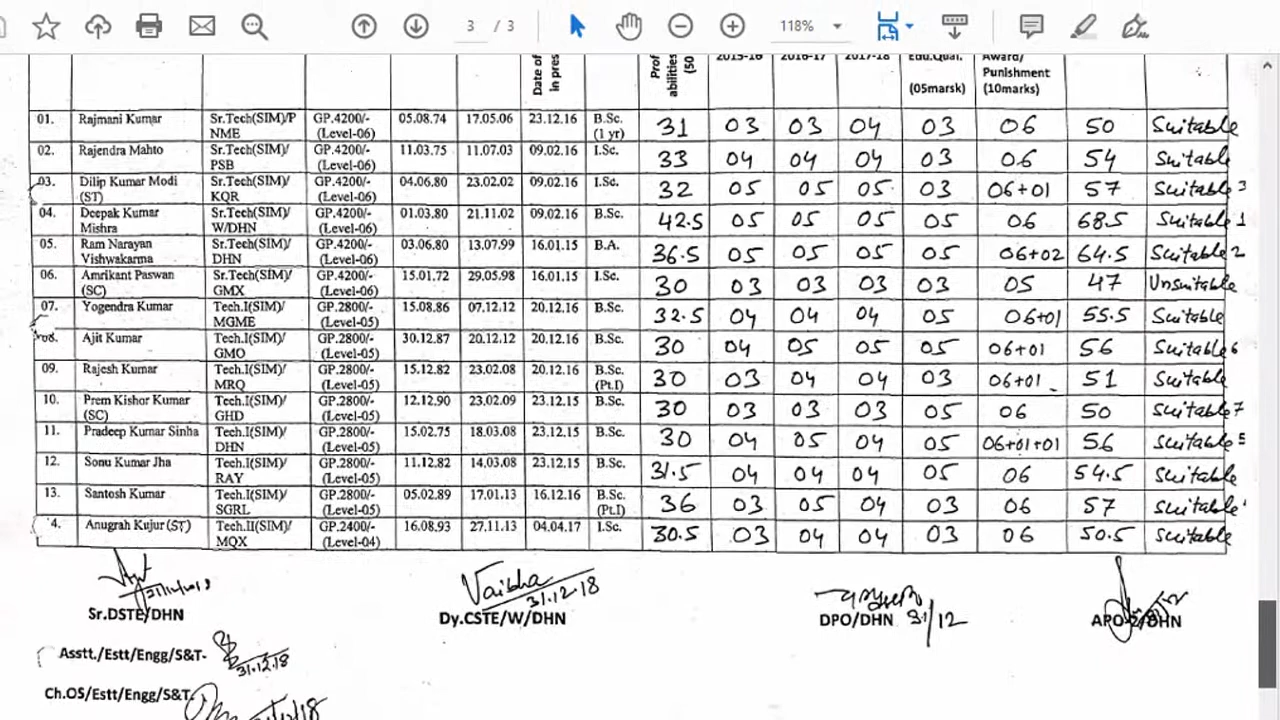 3 / 3 118%
Date of
in pres
Prof
abilities
(50
2015-16 2016-17 2017-18 Edu.Qual.
(05marsk)
Award/
Punishment
(10marks)
01. Rajmani Kumar Sr.Tech(SIM)/P NME GP.4200/- (Level-06) 05.08.74 17.05.06 23.12.16 B.Sc. (1 yr) 31 03 03 04 03 06 50 Suitable
02. Rajendra Mahto Sr.Tech(SIM)/ PSB GP.4200/- (Level-06) 11.03.75 11.07.03 09.02.16 I.Sc. 33 04 04 04 03 06 54 Suitable
03. Dilip Kumar Modi (ST) Sr.Tech(SIM)/ KQR GP.4200/- (Level-06) 04.06.80 23.02.02 09.02.16 I.Sc. 32 05 05 05 03 06+01 57 Suitable 3
04. Deepak Kumar Mishra Sr.Tech(SIM)/ W/DHN GP.4200/- (Level-06) 01.03.80 21.11.02 09.02.16 B.Sc. 42.5 05 05 05 05 06 68.5 Suitable 1
05. Ram Narayan Vishwakarma Sr.Tech(SIM)/ DHN GP.4200/- (Level-06) 03.06.80 13.07.99 16.01.15 B.A. 36.5 05 05 05 05 06+02 64.5 Suitable 2
06. Amrikant Paswan (SC) Sr.Tech(SIM)/ GMX GP.4200/- (Level-06) 15.01.72 29.05.98 16.01.15 I.Sc. 30 03 03 03 03 05 47 Unsuitable
07. Yogendra Kumar Tech.I(SIM)/ MGME GP.2800/- (Level-05) 15.08.86 07.12.12 20.12.16 B.Sc. 32.5 04 04 04 05 06+01 55.5 Suitable
08. Ajit Kumar Tech.I(SIM)/ GMO GP.2800/- (Level-05) 30.12.87 20.12.12 20.12.16 B.Sc. 30 04 05 05 05 06+01 56 Suitable 6
09. Rajesh Kumar Tech.I(SIM)/ MRQ GP.2800/- (Level-05) 15.12.82 23.02.08 20.12.16 B.Sc (Pt.I) 30 03 04 04 03 06+01 51 Suitable
10. Prem Kishor Kumar (SC) Tech.I(SIM)/ GHD GP.2800/- (Level-05) 12.12.90 23.02.09 23.12.15 B.Sc. 30 03 03 03 05 06 50 Suitable 7
11. Pradeep Kumar Sinha Tech.I(SIM)/ DHN GP.2800/- (Level-05) 15.02.75 18.03.08 23.12.15 B.Sc. 30 04 05 04 05 06+01+01 56 Suitable 5
12. Sonu Kumar Jha Tech.I(SIM)/ RAY GP.2800/- (Level-05) 11.12.82 14.03.08 23.12.15 B.Sc. 31.5 04 04 04 05 06 54.5 Suitable
13. Santosh Kumar Tech.I(SIM)/ SGRL GP.2800/- (Level-05) 05.02.89 17.01.13 16.12.16 B.Sc (Pt.I) 36 03 05 04 03 06 57 Suitable
4. Anugrah Kujur (ST) Tech.II(SIM)/ MQX GP.2400/- (Level-04) 16.08.93 27.11.13 04.04.17 I.Sc. 30.5 03 04 04 03 06 50.5 Suitable
Vaibha
31.12.18
31/12
Sr.DSTE/DHN Dy.CSTE/W/DHN DPO/DHN APO-2/DHN
Asstt./Estt/Engg/S&T- 31.12.18
Ch.OS/Estt/Engg/S&T.